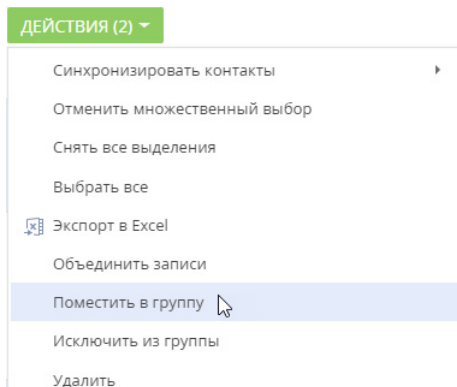 ДЕЙСТВИЯ (2)
Синхронизировать контакты
Отменить множественный выбор
Снять все выделения
Выбрать все
Экспорт в Excel
Объединить записи
Поместить в группу
Исключить из группы
Удалить